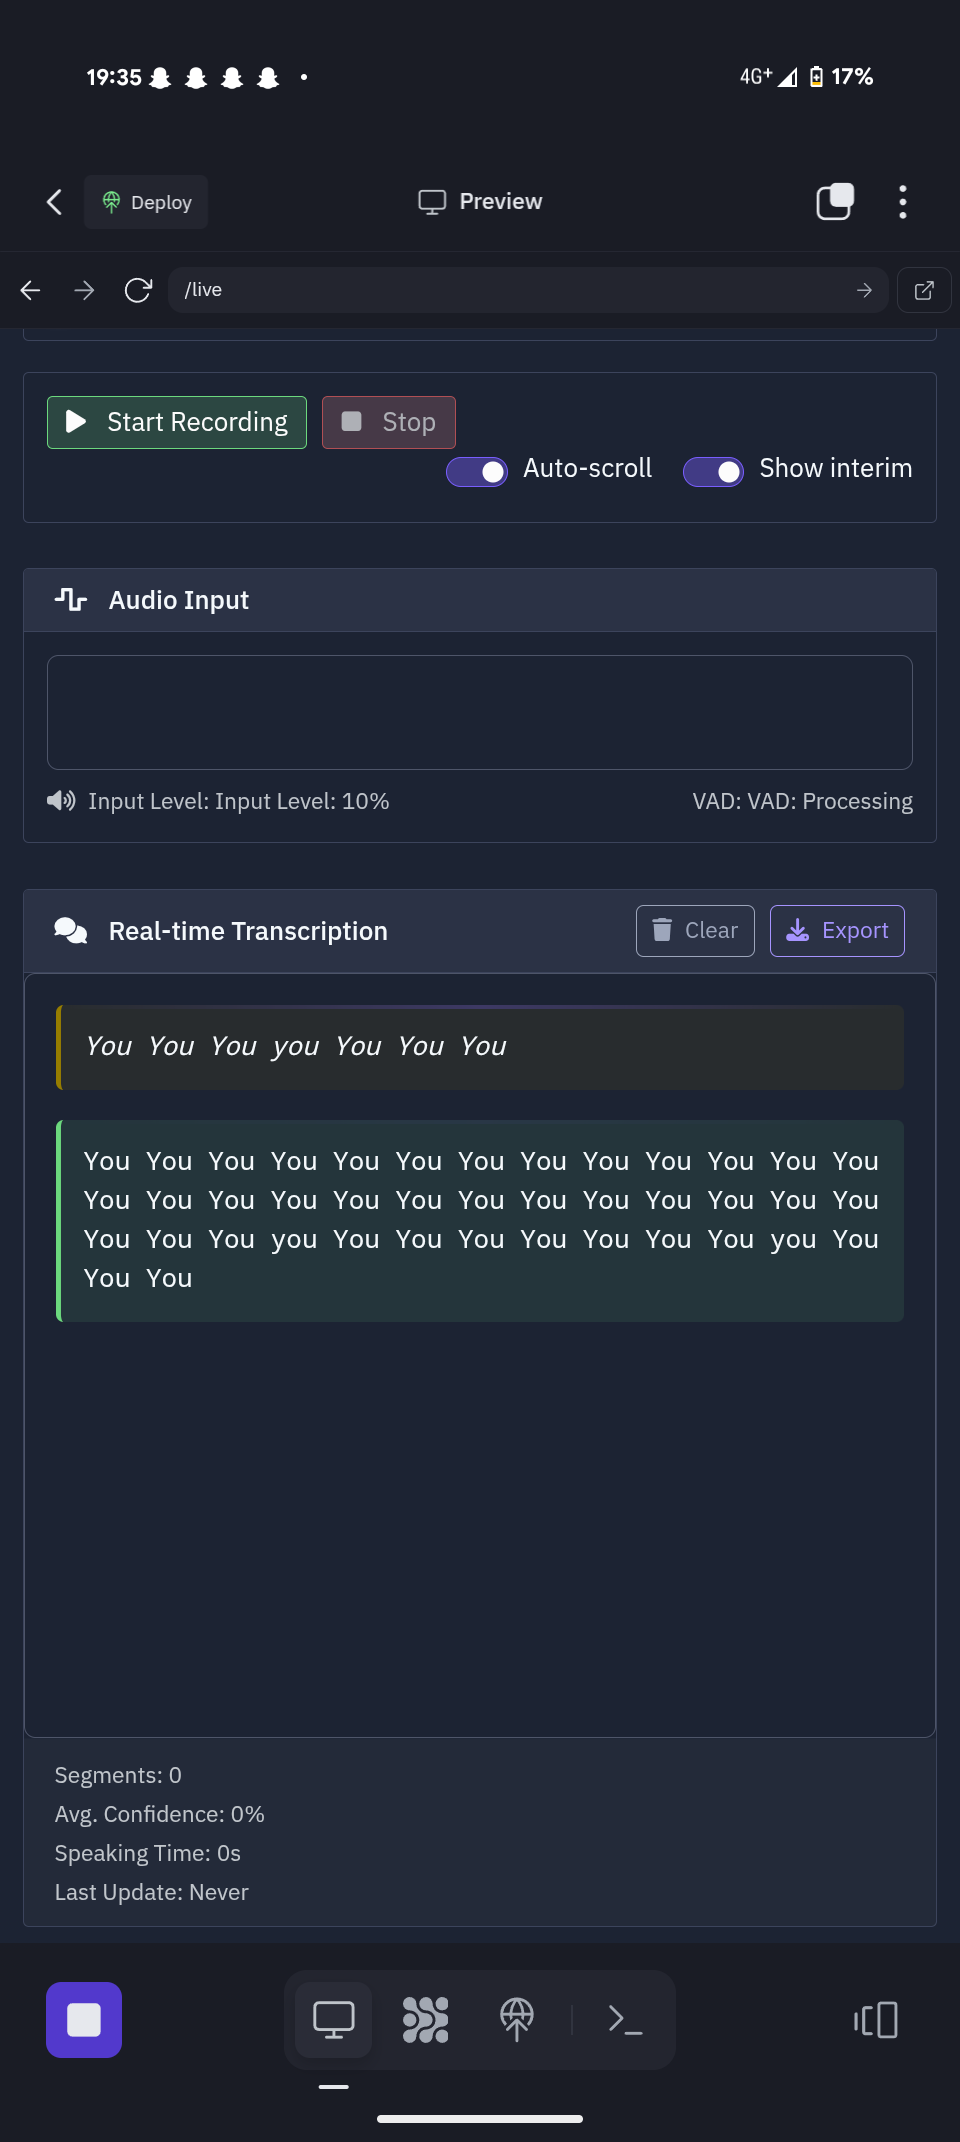 19:35
4G+ 17%
Deploy
Preview
/live
Start Recording
Stop
Auto-scroll
Show interim
Audio Input
Input Level: Input Level: 10%
VAD: VAD: Processing
Real-time Transcription
Clear
Export
You You You you You You You
You You You You You You You You You You You You You
You You You You You You You You You You You You You
You You You you You You You You You You You you You
You You
Segments: 0
Avg. Confidence: 0%
Speaking Time: 0s
Last Update: Never